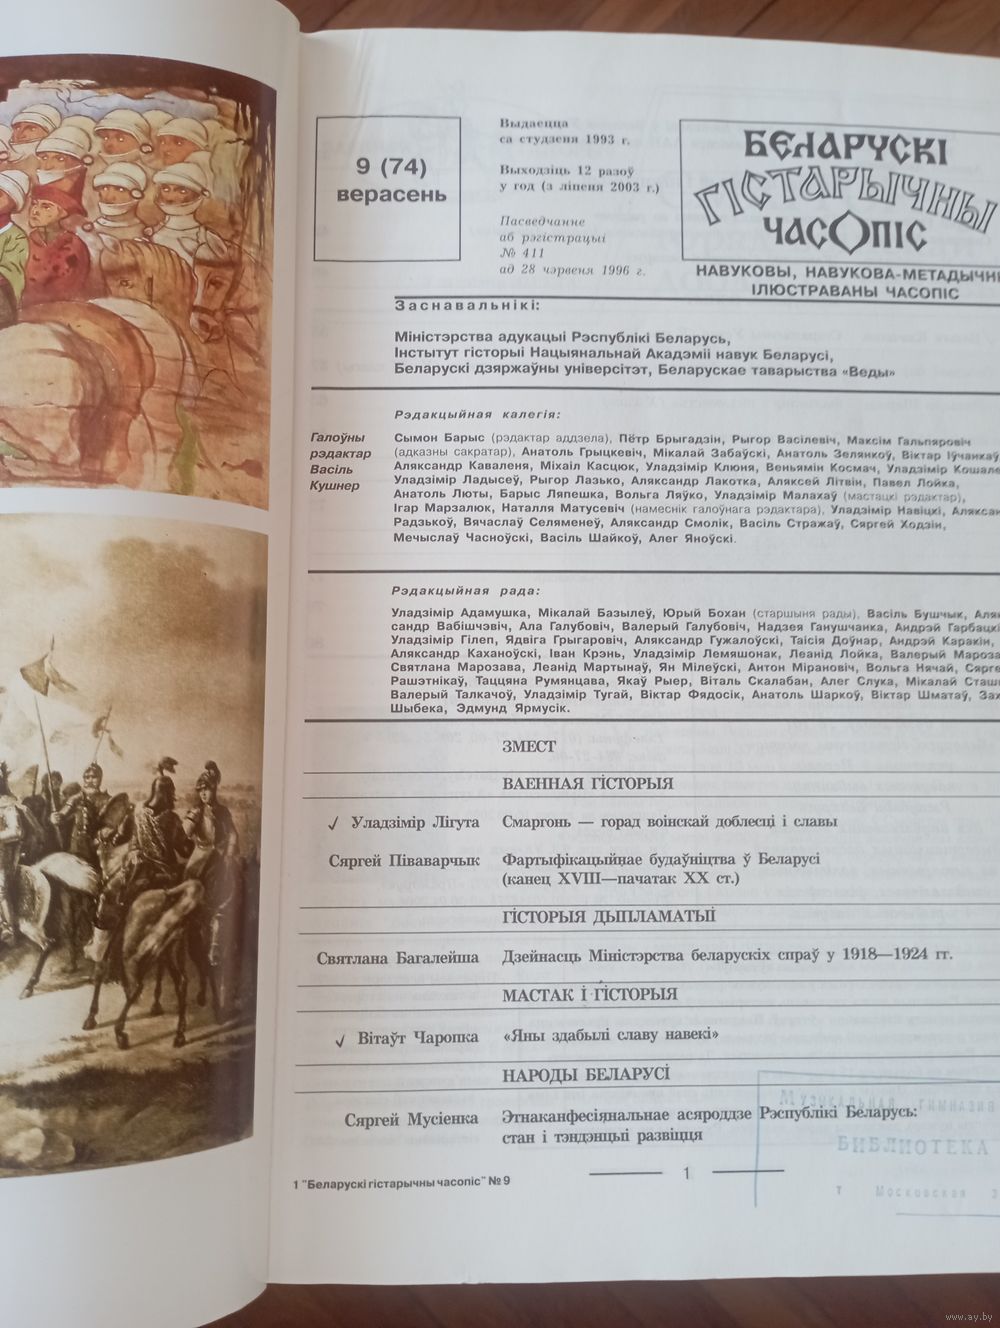 9 (74)
верасень
Выдаецца
са студзеня 1993 г.
Выходзіць 12 разоў
у год (з ліпеня 2003 г.)
Пасведчанне
аб рэгістрацыі
№ 411
ад 28 чэрвеня 1996 г.
БЕЛАРУСКІ
ГІСТАРЫЧНЫ
ЧАСОПІС
НАВУКОВЫ, НАВУКОВА-МЕТАДЫЧН
ІЛЮСТРАВАНЫ ЧАСОПІС
Заснавальнікі:
Міністэрства адукацыі Рэспублікі Беларусь,
Інстытут гісторыі Нацыянальнай Акадэміі навук Беларусі,
Беларускі дзяржаўны універсітэт, Беларускае таварыства «Веды»
Рэдакцыйная калегія:
Галоўны
рэдактар
Васіль
Кушнер
Сымон Барыс (рэдактар аддзела), Пётр Брыгадзін, Рыгор Васілевіч, Максім Гальпяровіч
(адказны сакратар), Анатоль Грыцкевіч, Мікалай Забаўскі, Анатоль Зелянкоў, Віктар Іўчанкаў
Аляксандр Каваленя, Міхаіл Касцюк, Уладзімір Клюня, Веньямін Космач, Уладзімір Кошале
Уладзімір Ладысеў, Рыгор Лазько, Аляксандр Лакотка, Аляксей Літвін, Павел Лойка,
Анатоль Люты, Барыс Ляпешка, Вольга Ляўко, Уладзімір Малахаў (мастацкі рэдактар),
Ігар Марзалюк, Наталля Матусевіч (намеснік галоўнага рэдактара), Уладзімір Навіцкі, Аляксан
Радзькоў, Вячаслаў Селяменеў, Аляксандр Смолік, Васіль Стражаў, Сяргей Ходзін,
Мечыслаў Часноўскі, Васіль Шайкоў, Алег Яноўскі.
Рэдакцыйная рада:
Уладзімір Адамушка, Мікалай Базылеў, Юрый Бохан (старшыня рады), Васіль Бушчык, Аля
сандр Вабішчэвіч, Ала Галубовіч, Валерый Галубовіч, Надзея Ганушчанка, Андрэй Гарбацкі
Уладзімір Гілеп, Ядвіга Грыгаровіч, Аляксандр Гужалоўскі, Таісія Доўнар, Андрэй Каракін,
Аляксандр Каханоўскі, Іван Крэнь, Уладзімір Лемяшонак, Леанід Лойка, Валерый Мароза
Святлана Марозава, Леанід Мартынаў, Ян Мілеўскі, Антон Мірановіч, Вольга Нячай, Сярге
Рашэтнікаў, Таццяна Румянцава, Якаў Рыер, Віталь Скалабан, Алег Слука, Мікалай Сташ
Валерый Талкачоў, Уладзімір Тугай, Віктар Фядосік, Анатоль Шаркоў, Віктар Шматаў, Зах
Шыбека, Эдмунд Ярмусік.
ЗМЕСТ
ВАЕННАЯ ГІСТОРЫЯ
✓ Уладзімір Лігута Смаргонь — горад воінскай доблесці і славы
Сяргей Піваварчык Фартыфікацыйнае будаўніцтва ў Беларусі
(канец XVIII—пачатак XX ст.)
ГІСТОРЫЯ ДЫПЛАМАТЫІ
Святлана Багалейша Дзейнасць Міністэрства беларускіх спраў у 1918—1924 гг.
МАСТАК І ГІСТОРЫЯ
✓ Вітаўт Чаропка «Яны здабылі славу навекі»
НАРОДЫ БЕЛАРУСІ
Сяргей Мусіенка Этнаканфесіянальнае асяроддзе Рэспублікі Беларусь:
стан і тэндэнцыі развіцця
Музыкальная гимназия
БИБЛИОТЕКА
Московская
1 "Беларускі гістарычны часопіс" № 9
1
www.ay.by